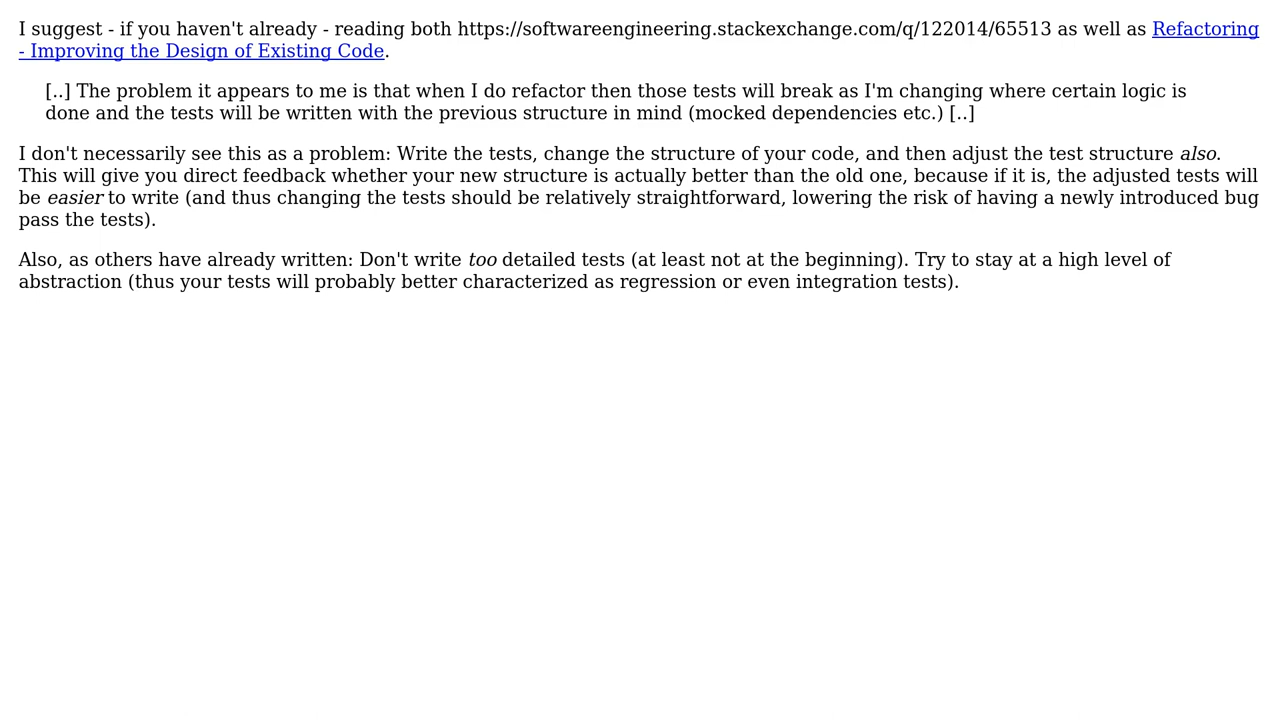 I suggest - if you haven't already - reading both https://softwareengineering.stackexchange.com/q/122014/65513 as well as Refactoring
- Improving the Design of Existing Code.
[..] The problem it appears to me is that when I do refactor then those tests will break as I'm changing where certain logic is
done and the tests will be written with the previous structure in mind (mocked dependencies etc.) [..]
I don't necessarily see this as a problem: Write the tests, change the structure of your code, and then adjust the test structure also.
This will give you direct feedback whether your new structure is actually better than the old one, because if it is, the adjusted tests will
be easier to write (and thus changing the tests should be relatively straightforward, lowering the risk of having a newly introduced bug
pass the tests).
Also, as others have already written: Don't write too detailed tests (at least not at the beginning). Try to stay at a high level of
abstraction (thus your tests will probably better characterized as regression or even integration tests).